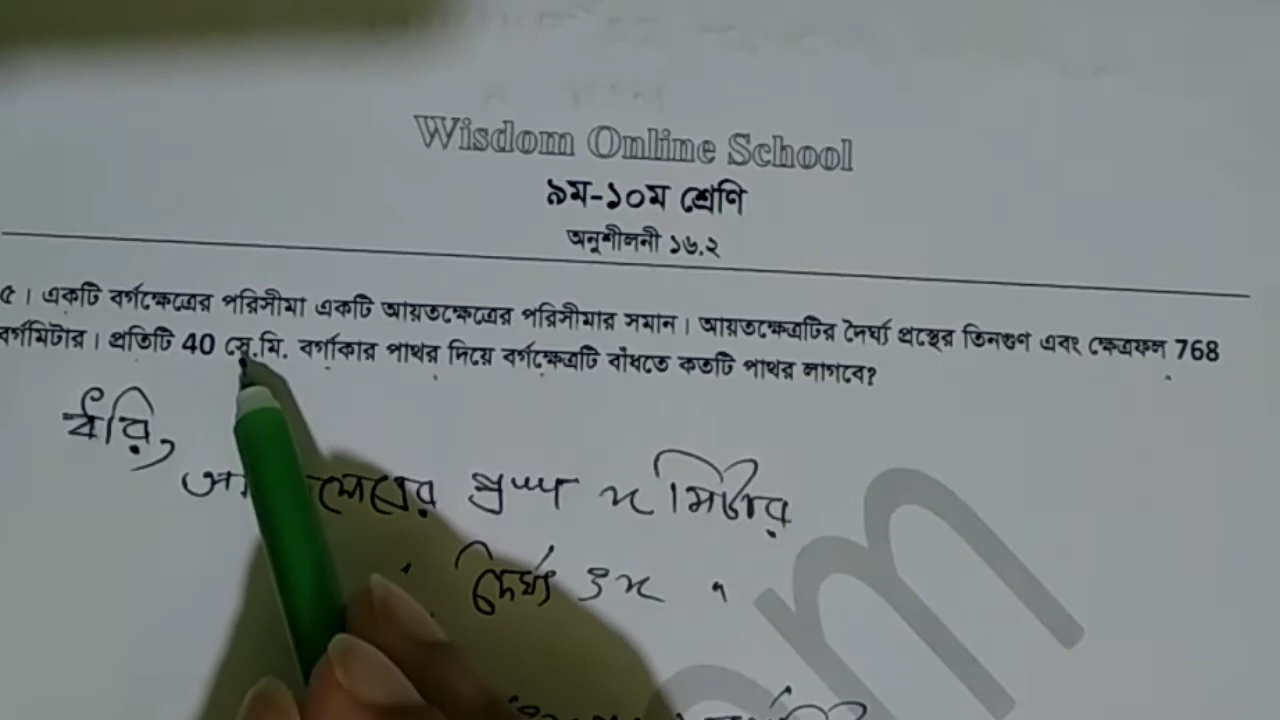 Wisdom Online School
৯ম-১০ম শ্রেণি
অনুশীলনী ১৬.২
৫। একটি বর্গক্ষেত্রের পরিসীমা একটি আয়তক্ষেত্রের পরিসীমার সমান। আয়তক্ষেত্রটির দৈর্ঘ্য প্রস্থের তিনগুণ এবং ক্ষেত্রফল 768
বর্গমিটার। প্রতিটি 40 সে.মি. বর্গাকার পাথর দিয়ে বর্গক্ষেত্রটি বাঁধতে কতটি পাথর লাগবে?
ধরি,
প্রস্থ x মিটার
দৈর্ঘ্য 3x "
m